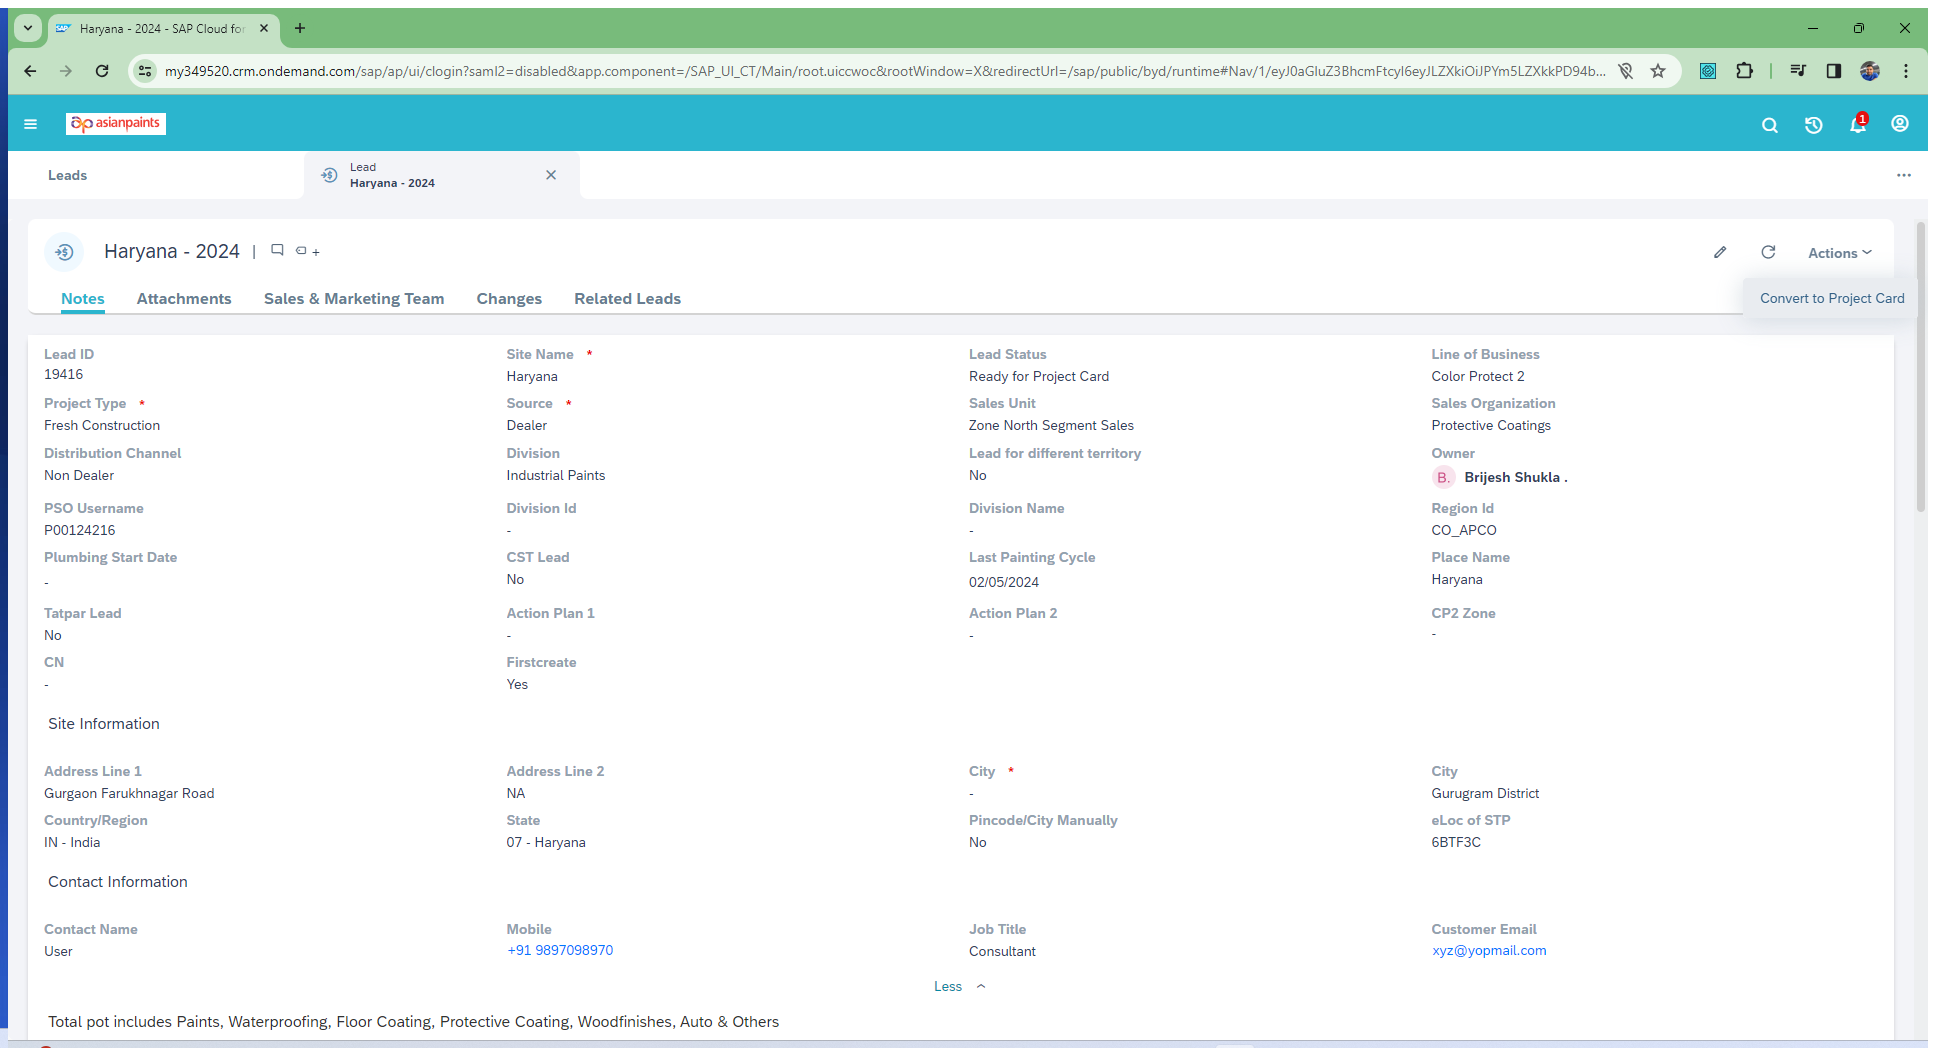 Haryana - 2024 - SAP Cloud for
my349520.crm.ondemand.com/sap/ap/ui/clogin?saml2=disabled&app.component=/SAP_UI_CT/Main/root.uiccwoc&rootWindow=X&redirectUrl=/sap/public/byd/runtime#Nav/1/
asianpaints
1
Leads
Lead
Haryana - 2024
Haryana - 2024
Actions
Notes Attachments Sales & Marketing Team Changes Related Leads
Convert to Project Card
Lead ID Site Name * Lead Status Line of Business
19416 Haryana Ready for Project Card Color Protect 2
Project Type * Source * Sales Unit Sales Organization
Fresh Construction Dealer Zone North Segment Sales Protective Coatings
Distribution Channel Division Lead for different territory Owner
Non Dealer Industrial Paints No B. Brijesh Shukla .
PSO Username Division Id Division Name Region Id
P00124216 - - CO_APCO
Plumbing Start Date CST Lead Last Painting Cycle Place Name
- No 02/05/2024 Haryana
Tatpar Lead Action Plan 1 Action Plan 2 CP2 Zone
No - - -
CN Firstcreate
- Yes
Site Information
Address Line 1 Address Line 2 City * City
Gurgaon Farukhnagar Road NA - Gurugram District
Country/Region State Pincode/City Manually eLoc of STP
IN - India 07 - Haryana No 6BTF3C
Contact Information
Contact Name Mobile Job Title Customer Email
User +91 9897098970 Consultant xyz@yopmail.com
Less
Total pot includes Paints, Waterproofing, Floor Coating, Protective Coating, Woodfinishes, Auto & Others